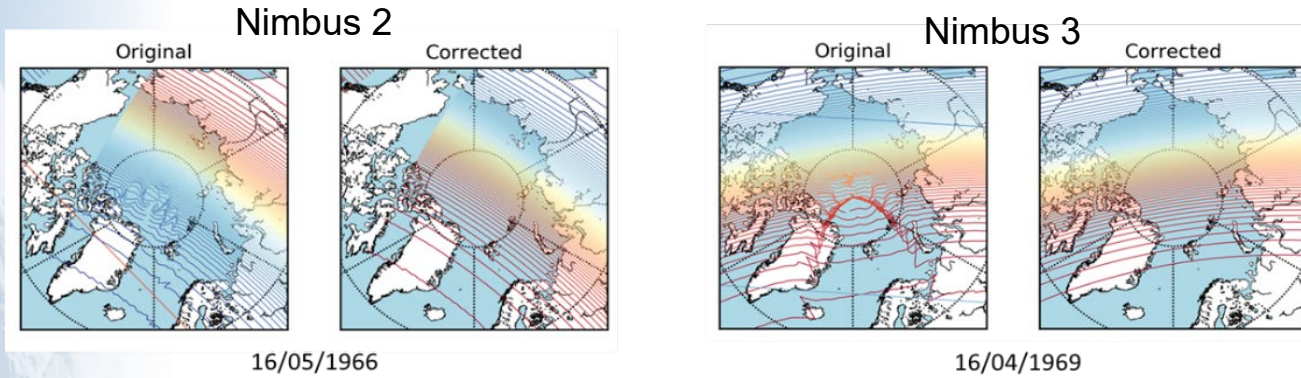 Nimbus 2
Original
Corrected
16/05/1966
Nimbus 3
Original
Corrected
16/04/1969